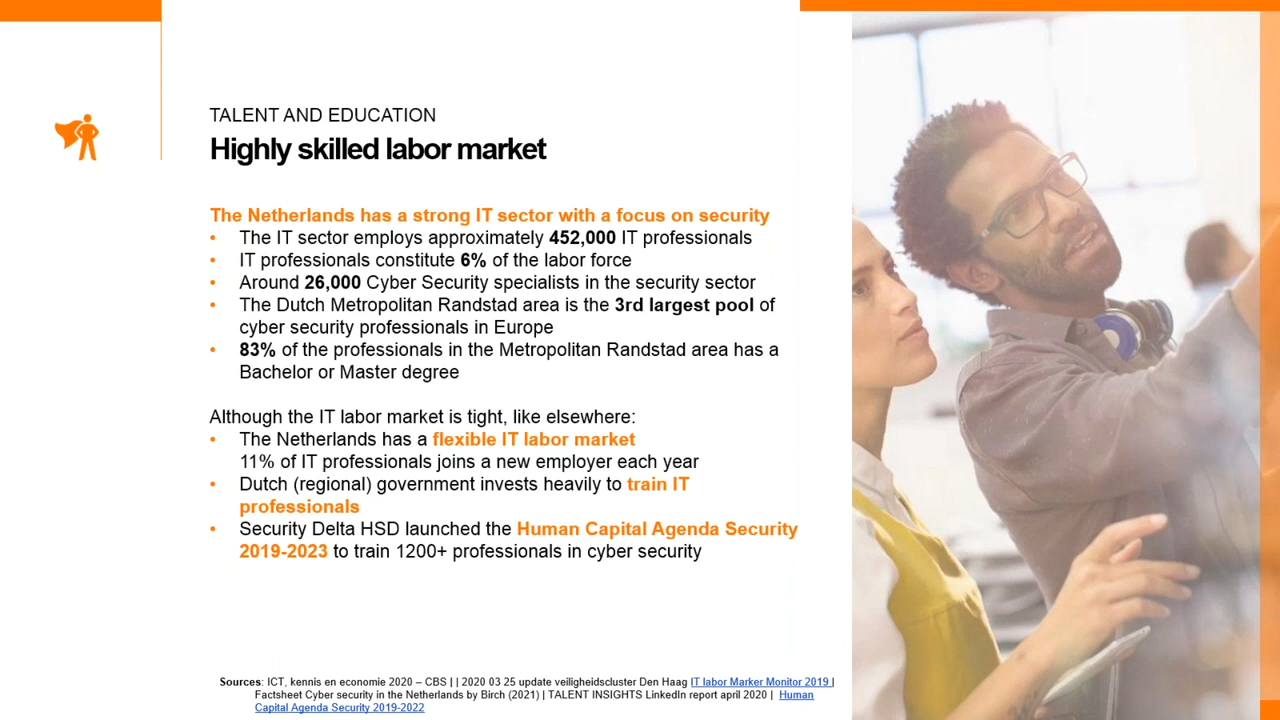 TALENT AND EDUCATION
Highly skilled labor market
The Netherlands has a strong IT sector with a focus on security
• The IT sector employs approximately 452,000 IT professionals
• IT professionals constitute 6% of the labor force
• Around 26,000 Cyber Security specialists in the security sector
• The Dutch Metropolitan Randstad area is the 3rd largest pool of
cyber security professionals in Europe
• 83% of the professionals in the Metropolitan Randstad area has a
Bachelor or Master degree
Although the IT labor market is tight, like elsewhere:
• The Netherlands has a flexible IT labor market
11% of IT professionals joins a new employer each year
• Dutch (regional) government invests heavily to train IT
professionals
• Security Delta HSD launched the Human Capital Agenda Security
2019-2023 to train 1200+ professionals in cyber security
Sources: ICT, kennis en economie 2020 – CBS | | 2020 03 25 update veiligheidscluster Den Haag IT labor Marker Monitor 2019 |
Factsheet Cyber security in the Netherlands by Birch (2021) | TALENT INSIGHTS LinkedIn report april 2020 | Human
Capital Agenda Security 2019-2022